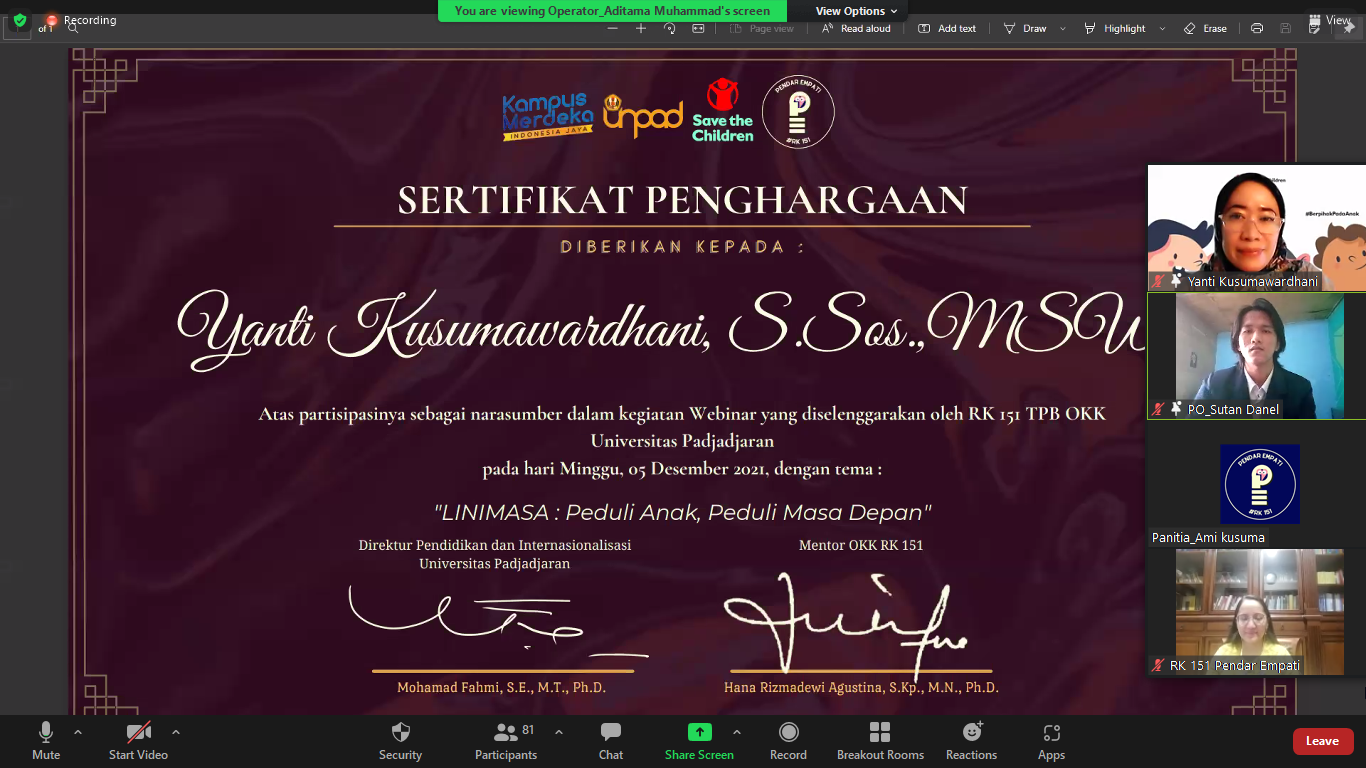 Recording
You are viewing Operator_Aditama Muhammad's screen
View Options
View
of 1
Page view
Read aloud
Add text
Draw
Highlight
Erase
Kampus
Merdeka
INDONESIA JAYA
unpad
Save the
Children
PENDAR EMPATI
#RK 151
SERTIFIKAT PENGHARGAAN
DIBERIKAN KEPADA :
Yanti Kusumawardhani, S.Sos.,MSW
Atas partisipasinya sebagai narasumber dalam kegiatan Webinar yang diselenggarakan oleh RK 151 TPB OKK
Universitas Padjadjaran
pada hari Minggu, 05 Desember 2021, dengan tema :
"LINIMASA : Peduli Anak, Peduli Masa Depan"
Direktur Pendidikan dan Internasionalisasi
Universitas Padjadjaran
Mohamad Fahmi, S.E., M.T., Ph.D.
Mentor OKK RK 151
Hana Rizmadewi Agustina, S.Kp., M.N., Ph.D.
#BerpihakPadaAnak
Yanti Kusumawardhani
PO_Sutan Danel
PENDAR EMPATI
#RK 151
Panitia_Ami kusuma
RK 151 Pendar Empati
Mute
Start Video
Security
Participants
81
Chat
Share Screen
Record
Breakout Rooms
Reactions
Apps
Leave